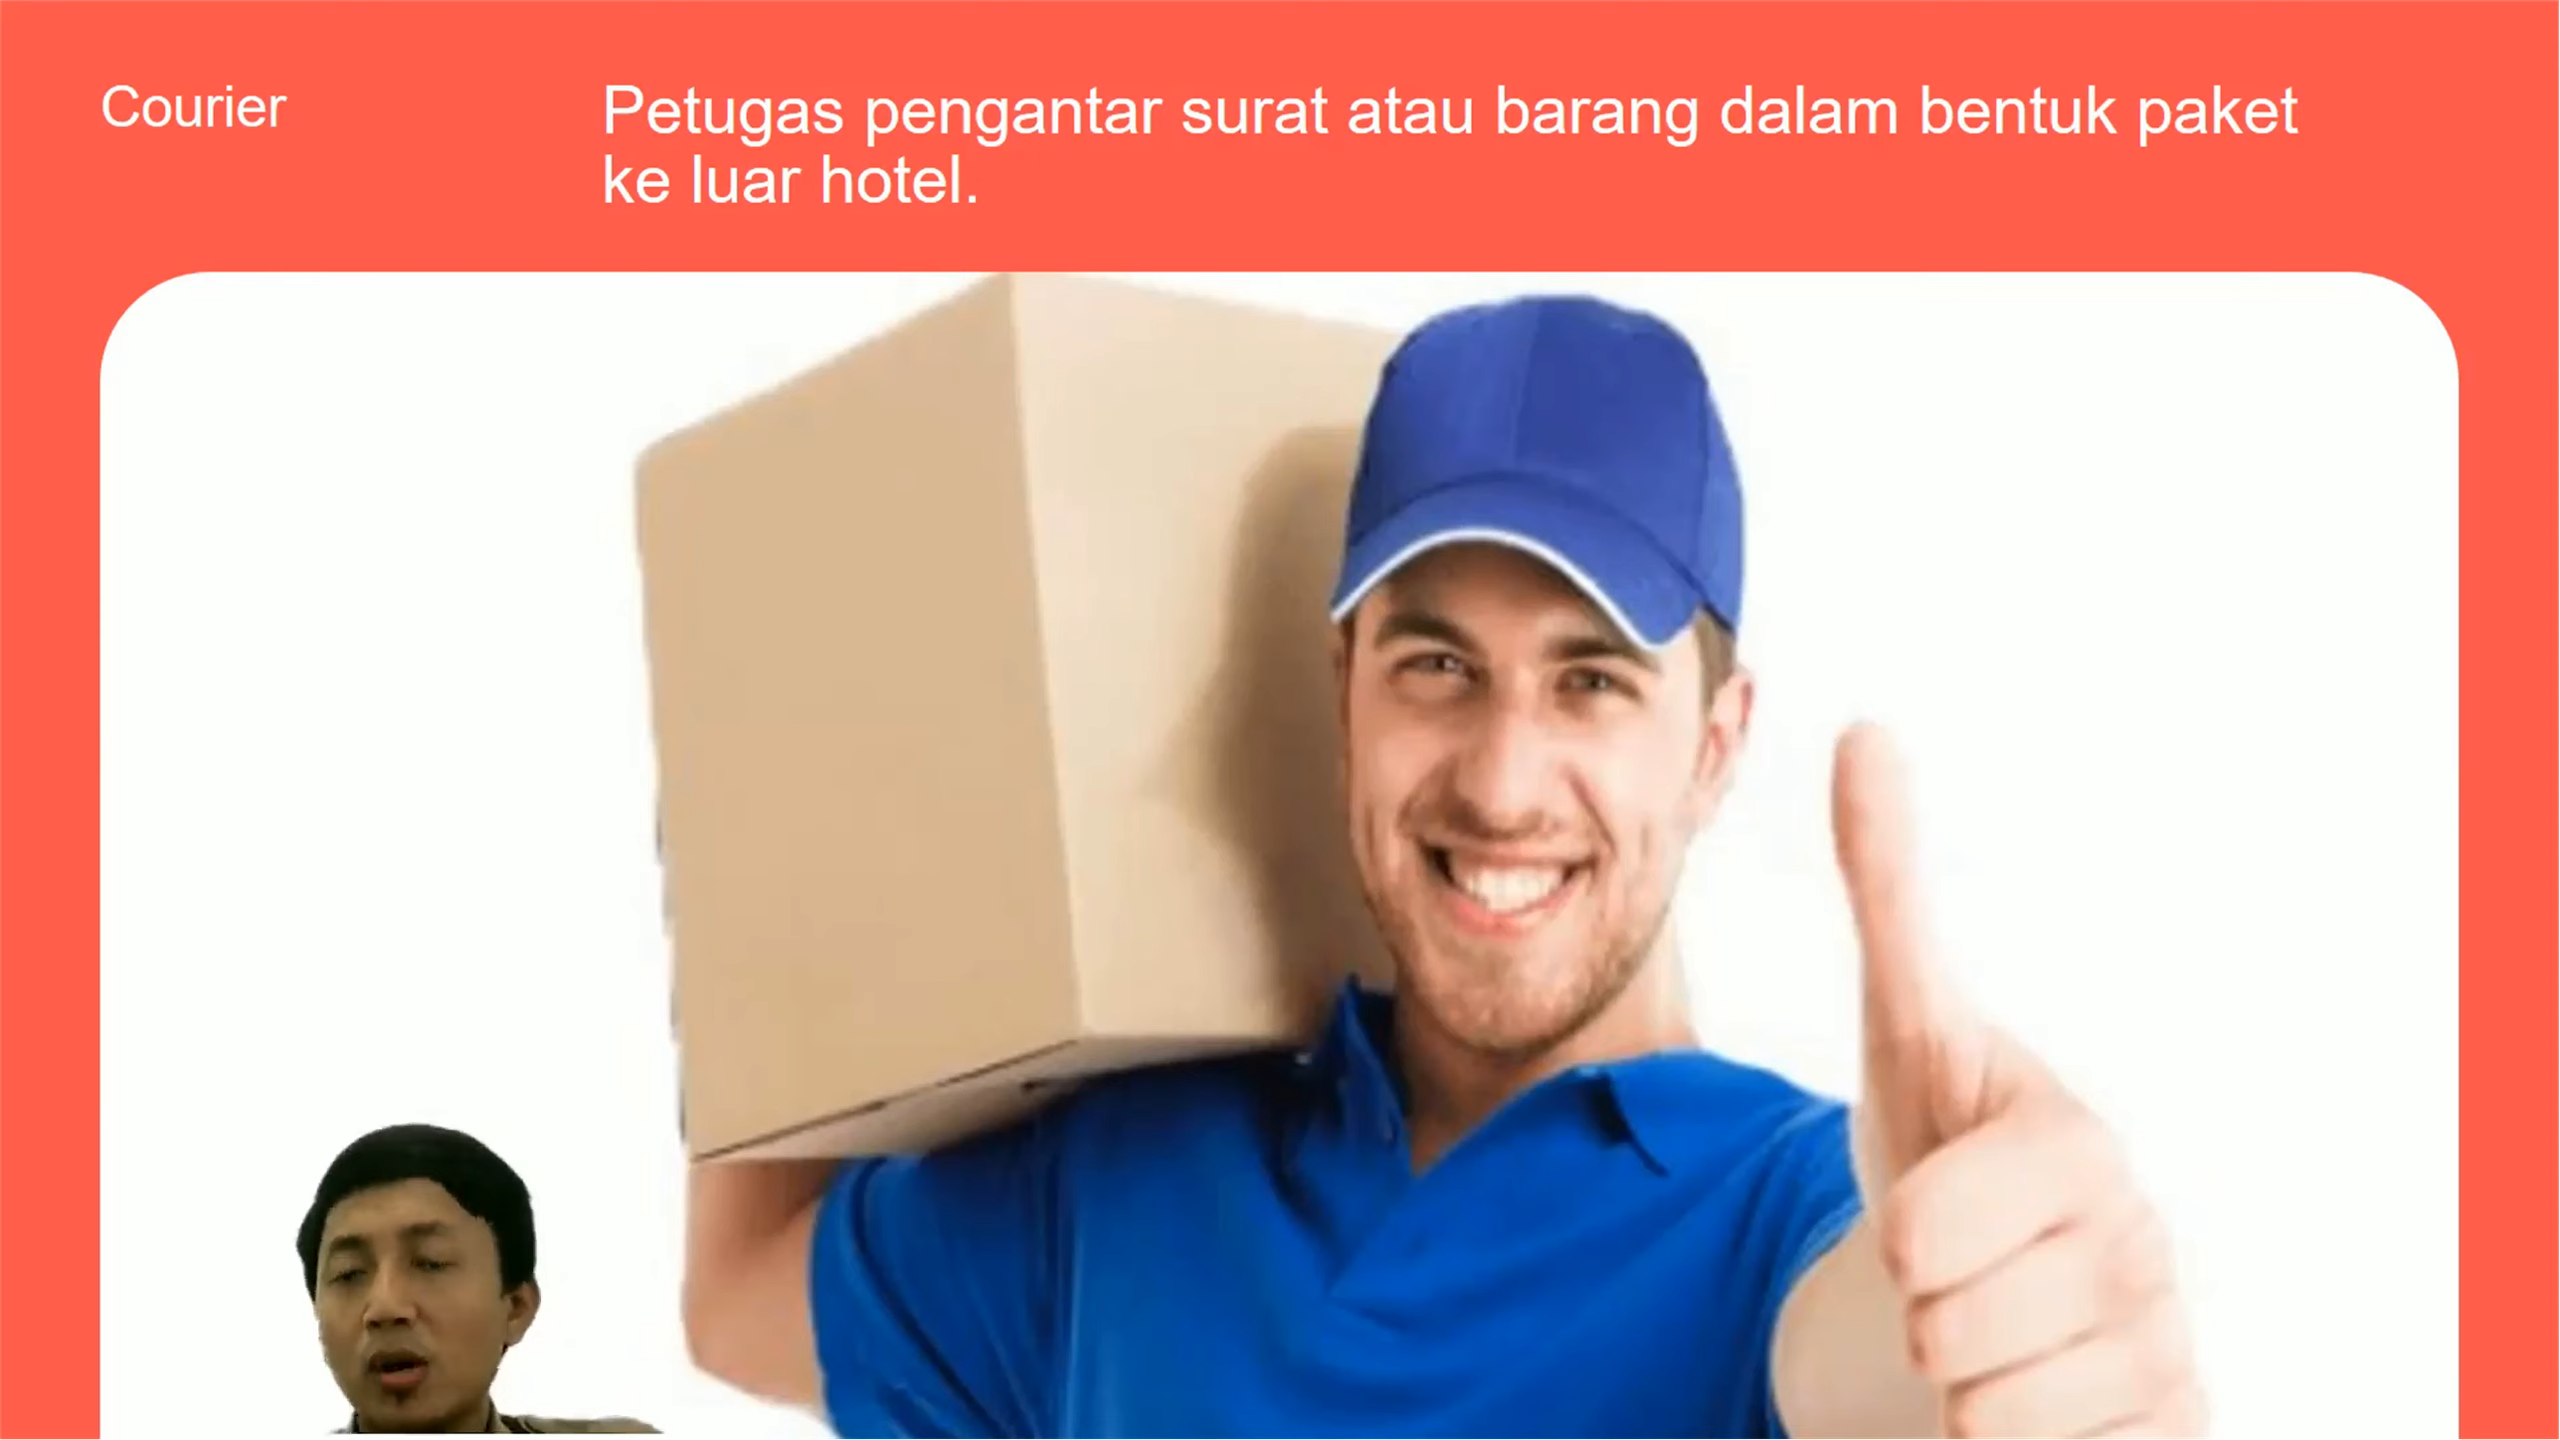 Courier
Petugas pengantar surat atau barang dalam bentuk paket
ke luar hotel.